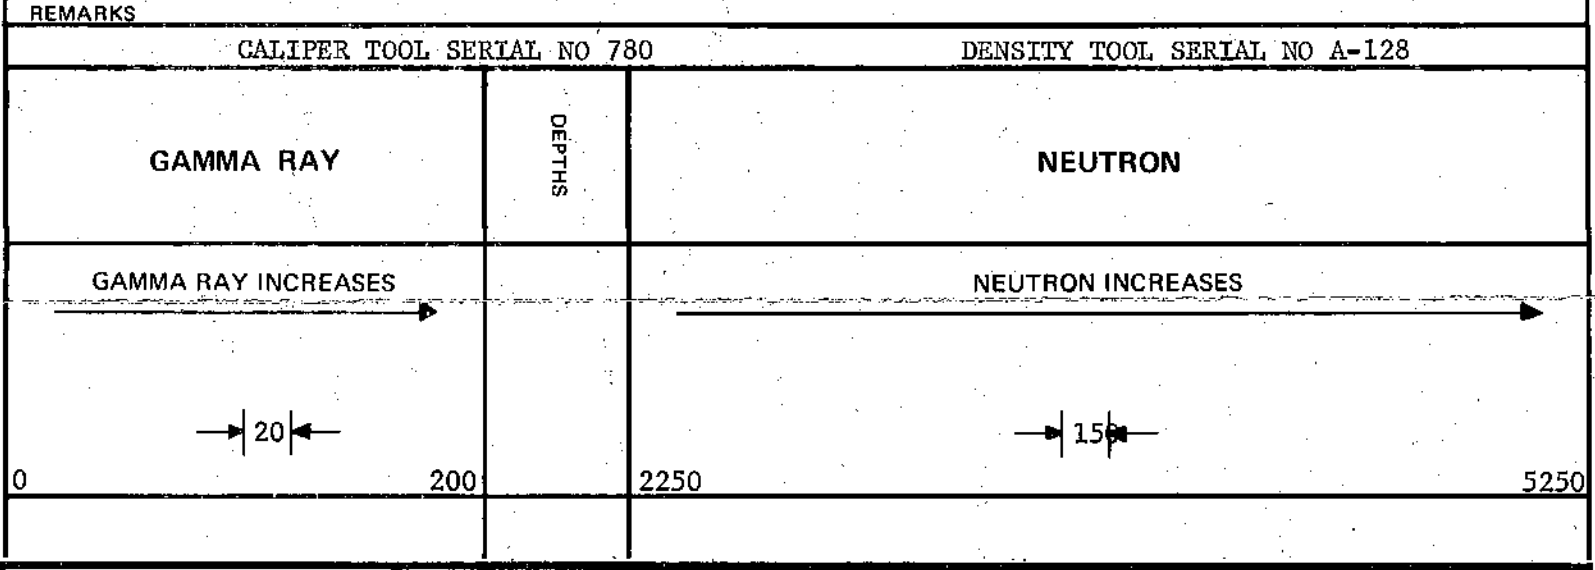 REMARKS
CALIPER TOOL SERIAL NO 780 DENSITY TOOL SERIAL NO A-128
GAMMA RAY DEPTHS NEUTRON
GAMMA RAY INCREASES NEUTRON INCREASES
20 150
0 200 2250 5250